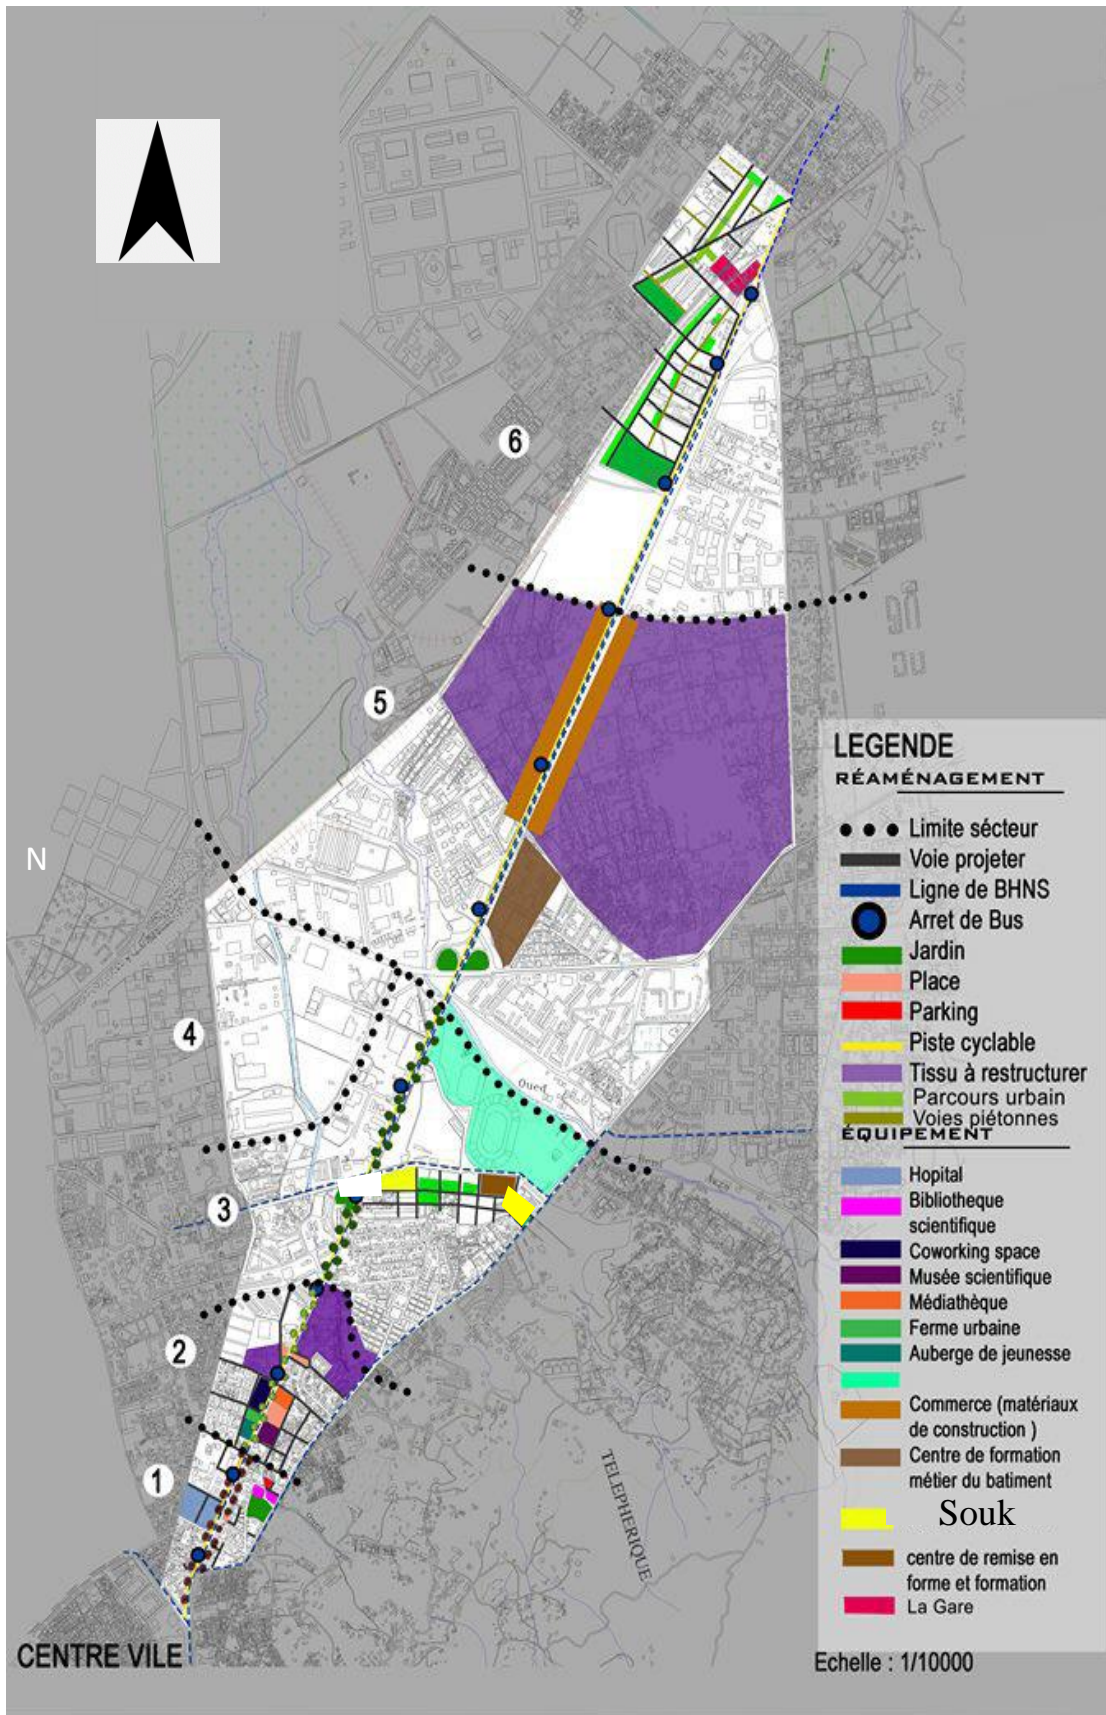 6
5
N
4
3
2
1
Oued
TELEPHERIQUE
CENTRE VILE
LEGENDE
RÉAMÉNAGEMENT
Limite sécteur
Voie projeter
Ligne de BHNS
Arret de Bus
Jardin
Place
Parking
Piste cyclable
Tissu à restructurer
Parcours urbain
Voies piétonnes
ÉQUIPEMENT
Hopital
Bibliotheque
scientifique
Coworking space
Musée scientifique
Médiathèque
Ferme urbaine
Auberge de jeunesse
Commerce (matériaux
de construction )
Centre de formation
métier du batiment
Souk
centre de remise en
forme et formation
La Gare
Echelle : 1/10000